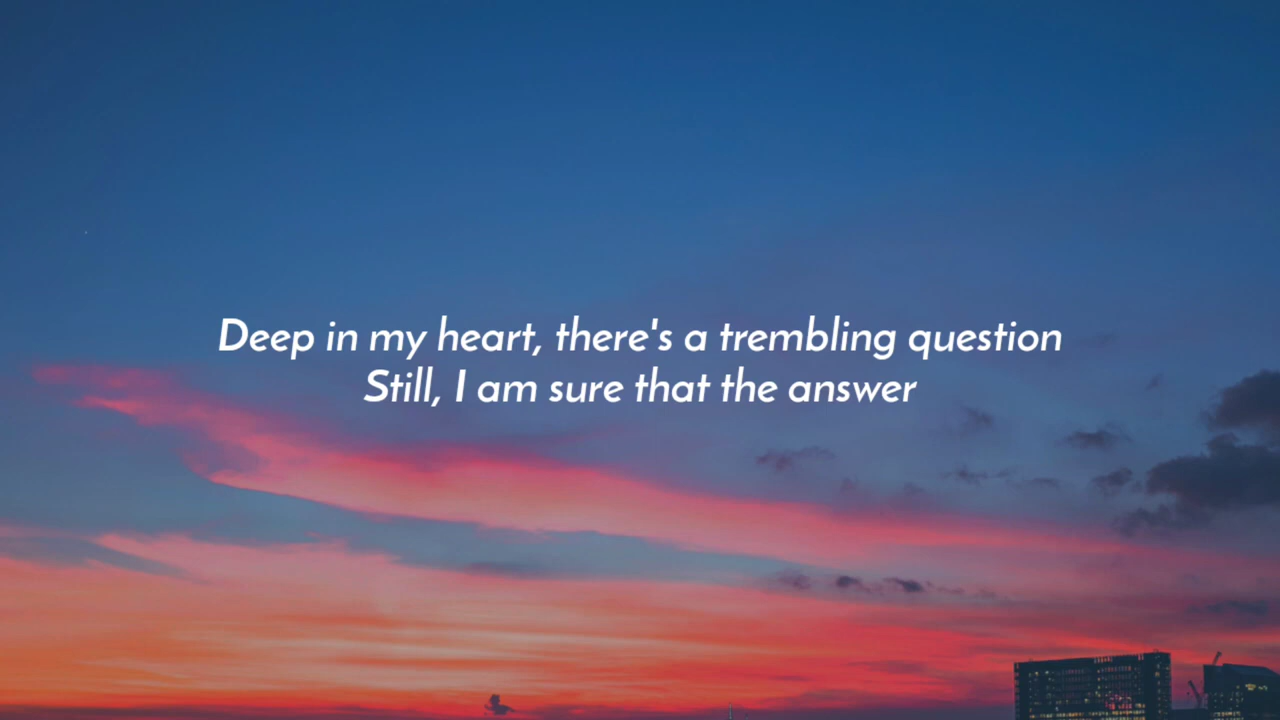 Deep in my heart, there's a trembling question
Still, I am sure that the answer